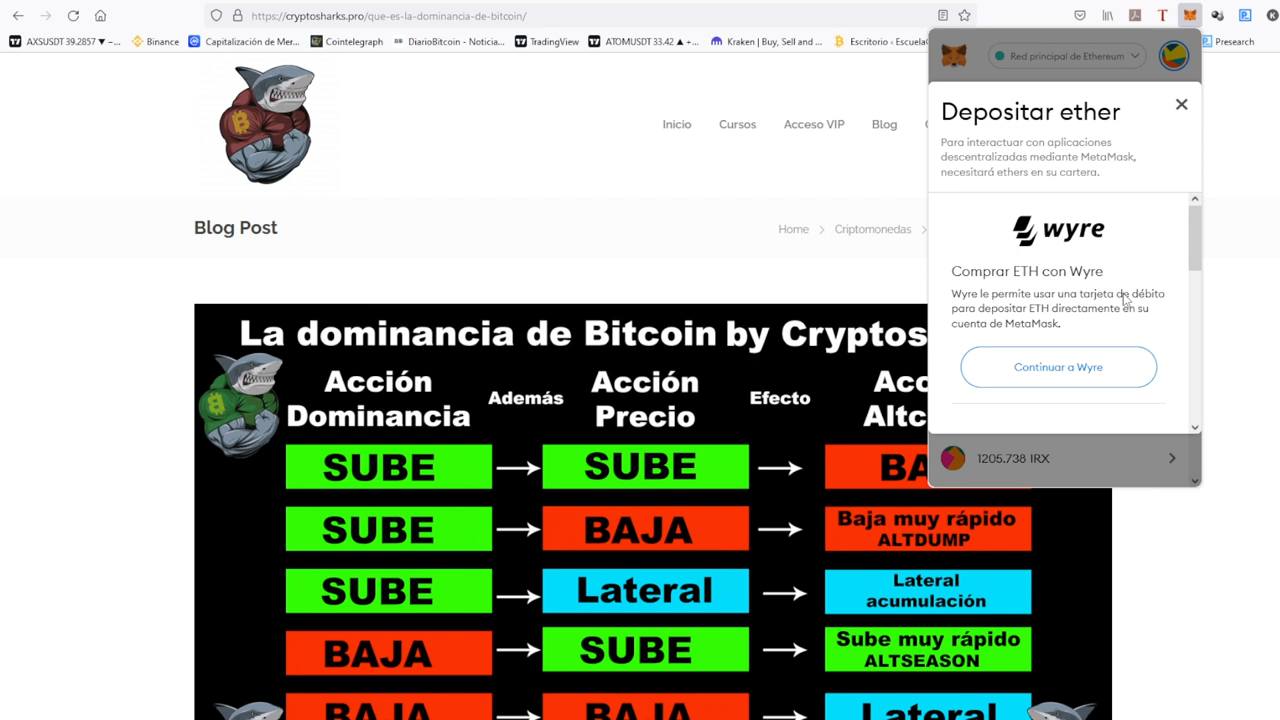 https://cryptosharks.pro/que-es-la-dominancia-de-bitcoin/
AXSUSDT 39.2857 ▼ −...
Binance
Capitalización de Mer...
Cointelegraph
DiarioBitcoin - Noticia...
TradingView
ATOMUSDT 33.42 ▲ +...
Kraken | Buy, Sell and ...
Escritorio «Escuela
Presearch
Red principal de Ethereum
Inicio
Cursos
Acceso VIP
Blog
Depositar ether
Para interactuar con aplicaciones
descentralizadas mediante MetaMask,
necesitará ethers en su cartera.
Blog Post
Home
Criptomonedas
wyre
Comprar ETH con Wyre
Wyre le permite usar una tarjeta de débito
para depositar ETH directamente en su
cuenta de MetaMask.
Continuar a Wyre
1205.738 IRX
La dominancia de Bitcoin by Cryptos
Acción
Dominancia
Además
Acción
Precio
Efecto
Acc
Altc
SUBE
SUBE
BA
SUBE
BAJA
Baja muy rápido
ALTDUMP
SUBE
Lateral
Lateral
acumulación
BAJA
SUBE
Sube muy rápido
ALTSEASON
BAJA
BAJA
Lateral